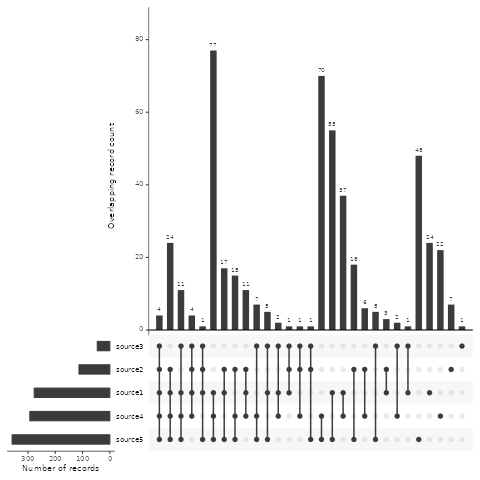 Overlapping record count
80
60
40
20
0
4 24 11 4 1 77 17 15 11 7 5 2 1 1 1 70 55 37 18 6 5 3 2 1 48 24 22 7 1
source3
source2
source1
source4
source5
300 200 100 0
Number of records